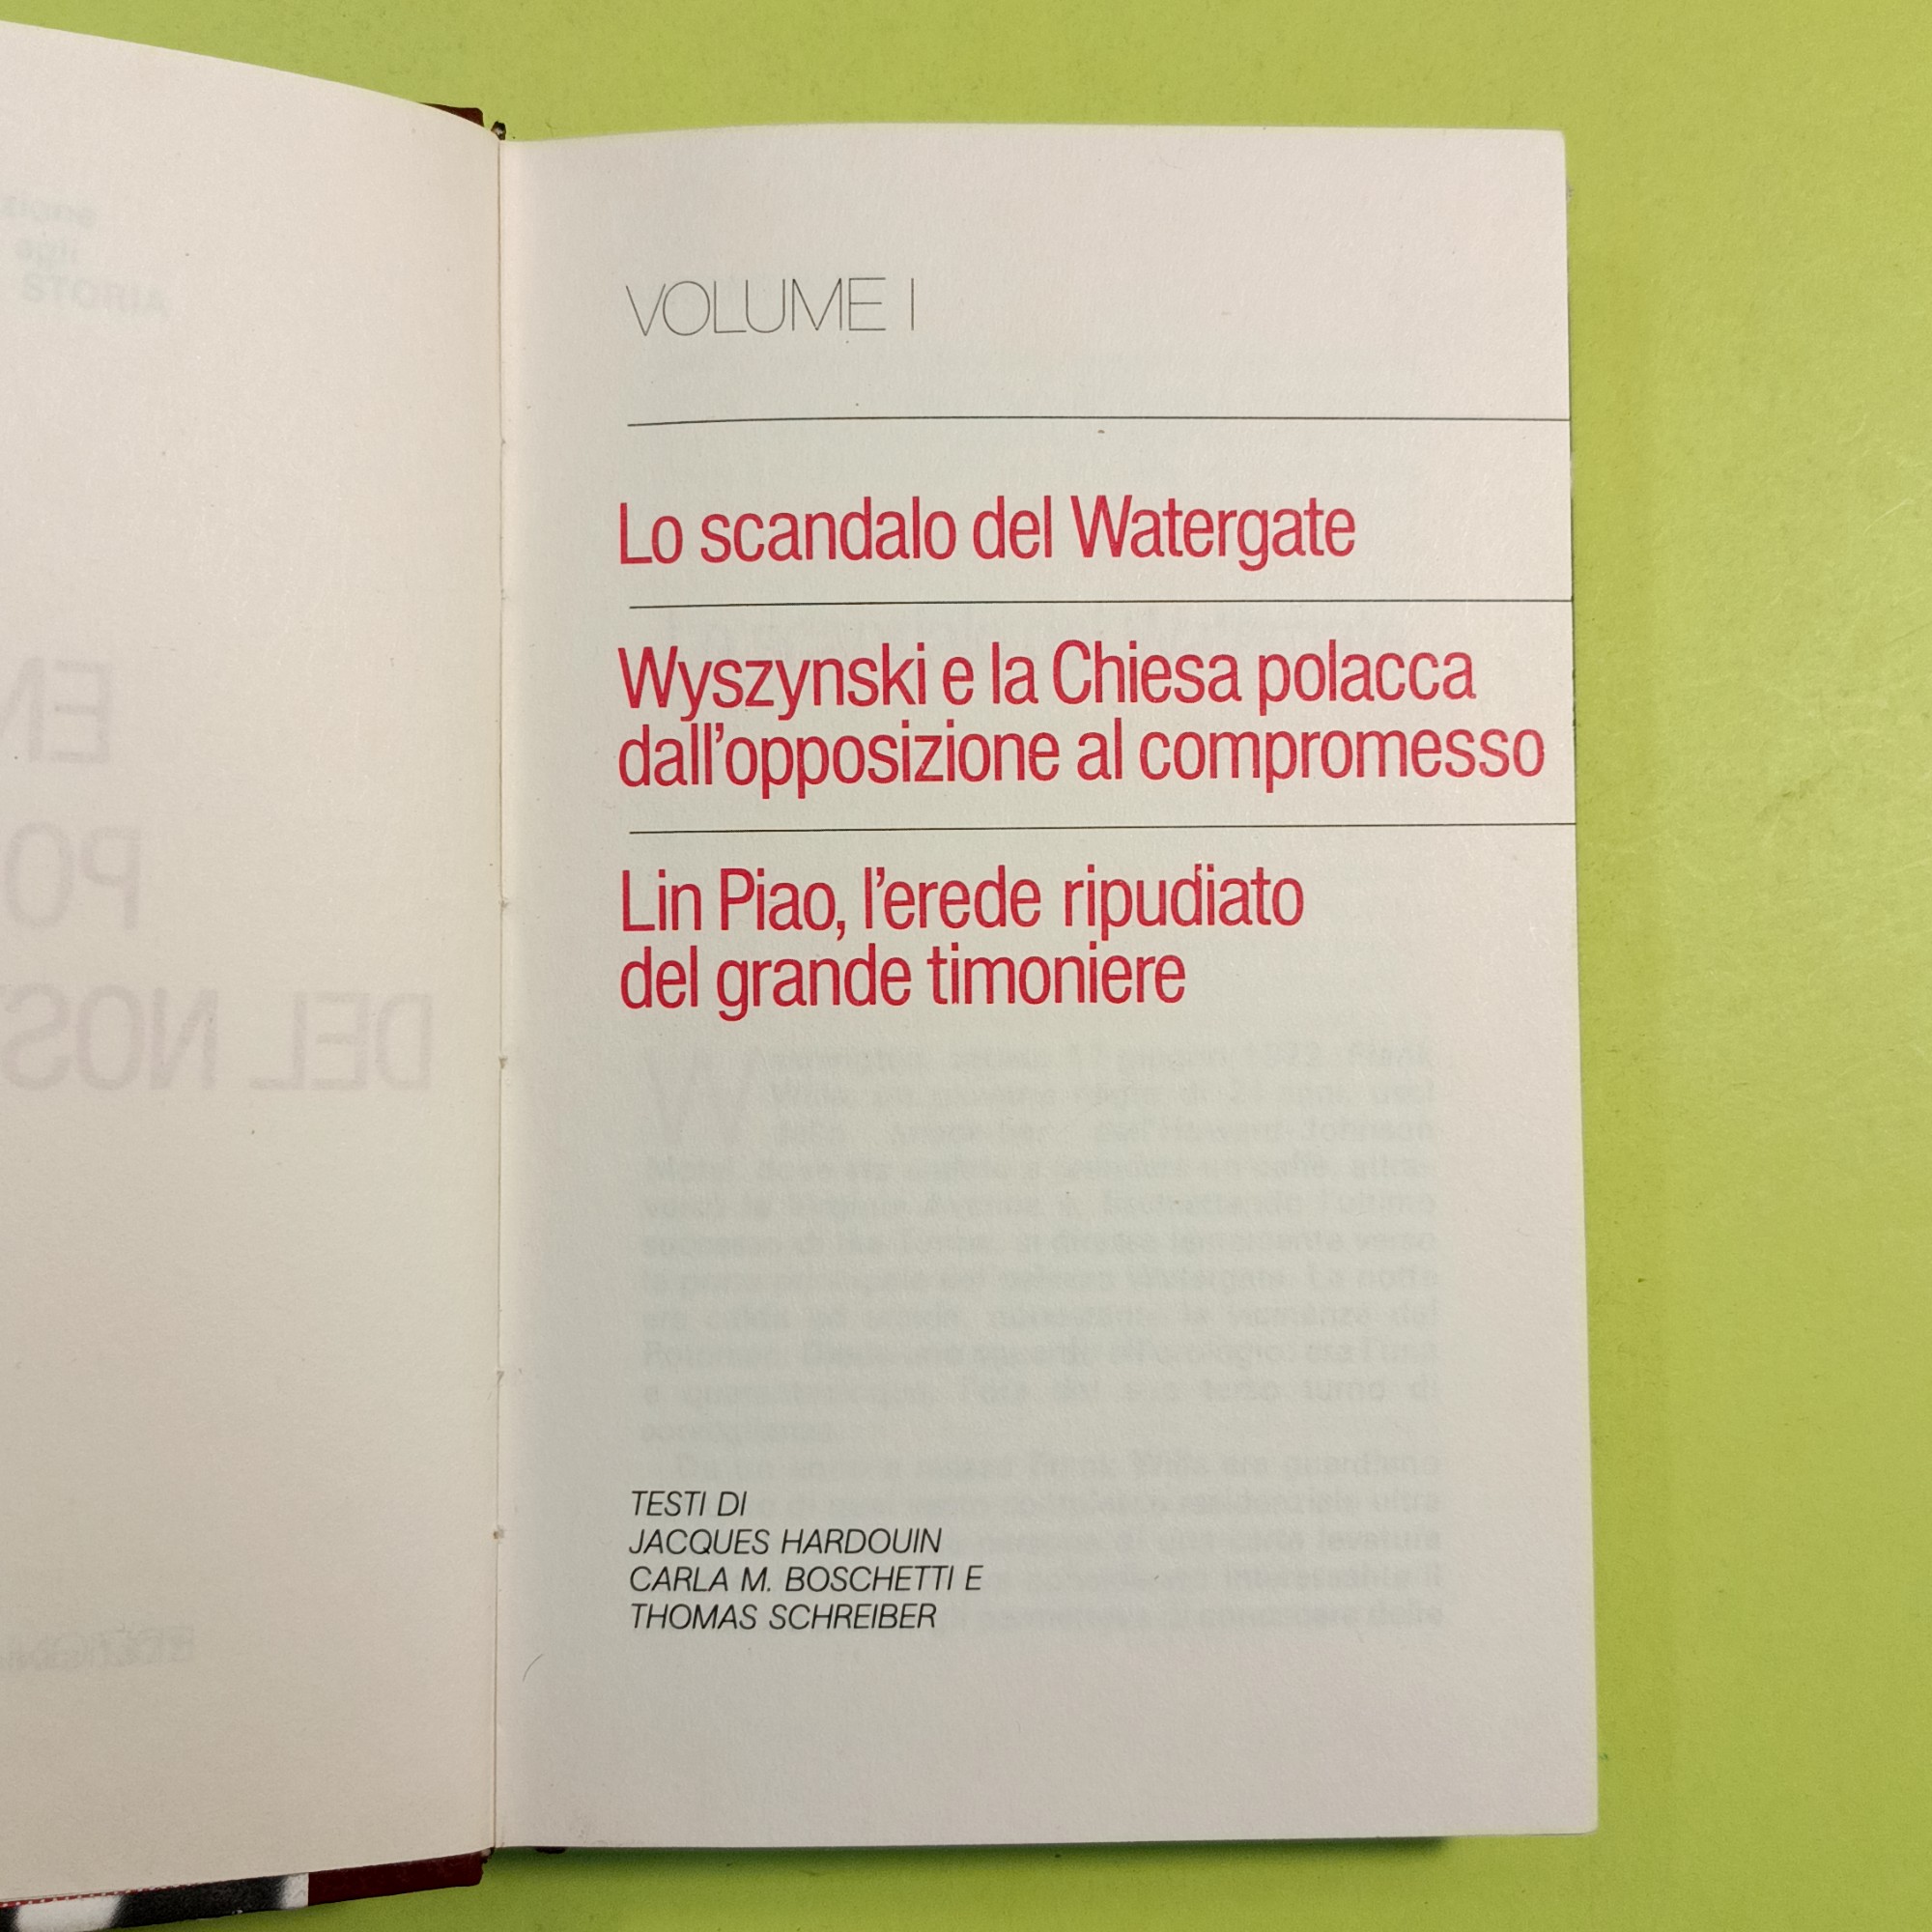 VOLUME I
Lo scandalo del Watergate
Wyszynski e la Chiesa polacca
dall'opposizione al compromesso
Lin Piao, l'erede ripudiato
del grande timoniere
TESTI DI
JACQUES HARDOUIN
CARLA M. BOSCHETTI E
THOMAS SCHREIBER